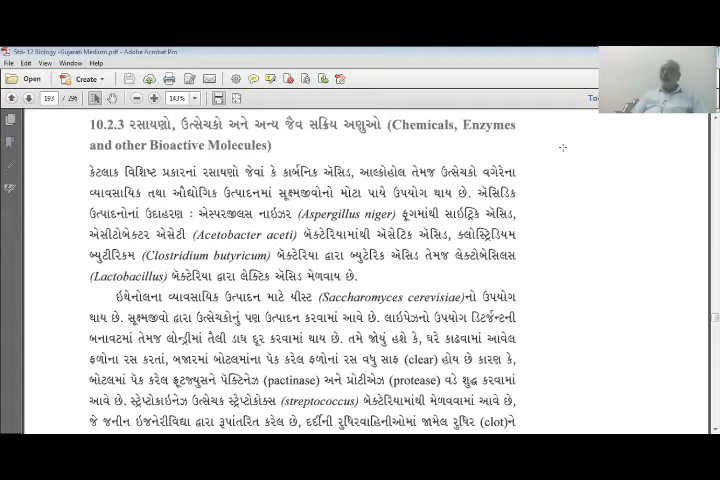 Std- 12 Biology -Gujarati Medium.pdf - Adobe Acrobat Pro
File Edit View Window Help
Open Create
193 / 296 143%
10.2.3 રસાયણો, ઉત્સેચકો અને અન્ય જૈવ સક્રિય અણુઓ (Chemicals, Enzymes
and other Bioactive Molecules)
કેટલાક વિશિષ્ટ પ્રકારનાં રસાયણો જેવાં કે કાર્બનિક ઍસિડ, આલ્કોહોલ તેમજ ઉત્સેચકો વગેરેના
વ્યાવસાયિક તથા ઔદ્યોગિક ઉત્પાદનમાં સૂક્ષ્મજીવોનો મોટા પાયે ઉપયોગ થાય છે. ઍસિડિક
ઉત્પાદનોનાં ઉદાહરણ : એસ્પરજીલસ નાઇઝર (Aspergillus niger) ફૂગમાંથી સાઇટ્રિક ઍસિડ,
એસીટોબેક્ટર એસેટી (Acetobacter aceti) બૅક્ટેરિયામાંથી ઍસેટિક ઍસિડ, ક્લોસ્ટ્રિડિયમ
બ્યુટીરિકમ (Clostridium butyricum) બૅક્ટેરિયા દ્વારા બ્યુટેરિક ઍસિડ તેમજ લેક્ટોબેસિલસ
(Lactobacillus) બૅક્ટેરિયા દ્વારા લેક્ટિક ઍસિડ મેળવાય છે.
ઇથેનોલના વ્યાવસાયિક ઉત્પાદન માટે યીસ્ટ (Saccharomyces cerevisiae)નો ઉપયોગ
થાય છે. સૂક્ષ્મજીવો દ્વારા ઉત્સેચકોનું પણ ઉત્પાદન કરવામાં આવે છે. લાઇપેઝનો ઉપયોગ ડિટર્જન્ટની
બનાવટમાં તેમજ લોન્ડ્રીમાં તૈલી ડાઘ દૂર કરવામાં થાય છે. તમે જોયું હશે કે, ઘરે કાઢવામાં આવેલ
ફળોના રસ કરતાં, બજારમાં બોટલમાંના પૅક કરેલ ફળોનાં રસ વધુ સાફ (clear) હોય છે કારણ કે,
બોટલમાં પૅક કરેલ ફ્રૂટજ્યુસને પૅક્ટિનેઝ (pactinase) અને પ્રોટીએઝ (protease) વડે શુદ્ધ કરવામાં
આવે છે. સ્ટ્રેપ્ટોકાઇનેઝ ઉત્સેચક સ્ટ્રેપ્ટોકોક્સ (streptococcus) બૅક્ટેરિયામાંથી મેળવવામાં આવે છે,
જે જનીન ઇજનેરીવિદ્યા દ્વારા રૂપાંતરિત કરેલ છે, દર્દીની રુધિરવાહિનીઓમાં જામેલ રુધિર (clot)ને